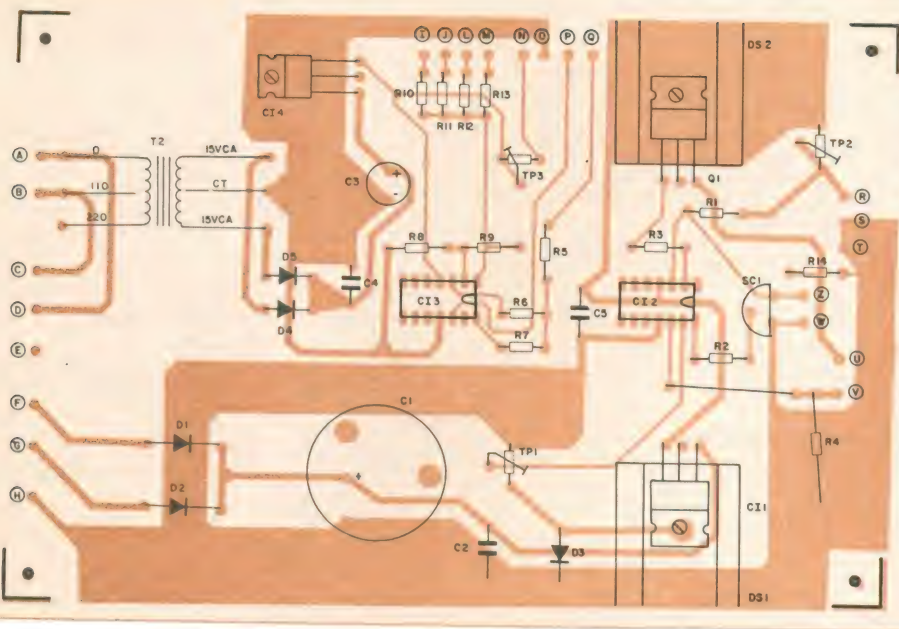 I J L M N O P Q
DS2
R10 R13
CI4
R11 R12
T2
A 0 15VCA
TP2
B 110 CT
C3 + -
TP3
Q1
R
220 15VCA
R1
S
R8 R9 R5 R3
T
C D5
R14
C4
SC1
Z
CI3 CI2
D
R6 C5
W
D4
R7 R2
E
U
F C1
V
D1
R4
G
TP1
+
D2
H
CI1
C2 D3
DS1